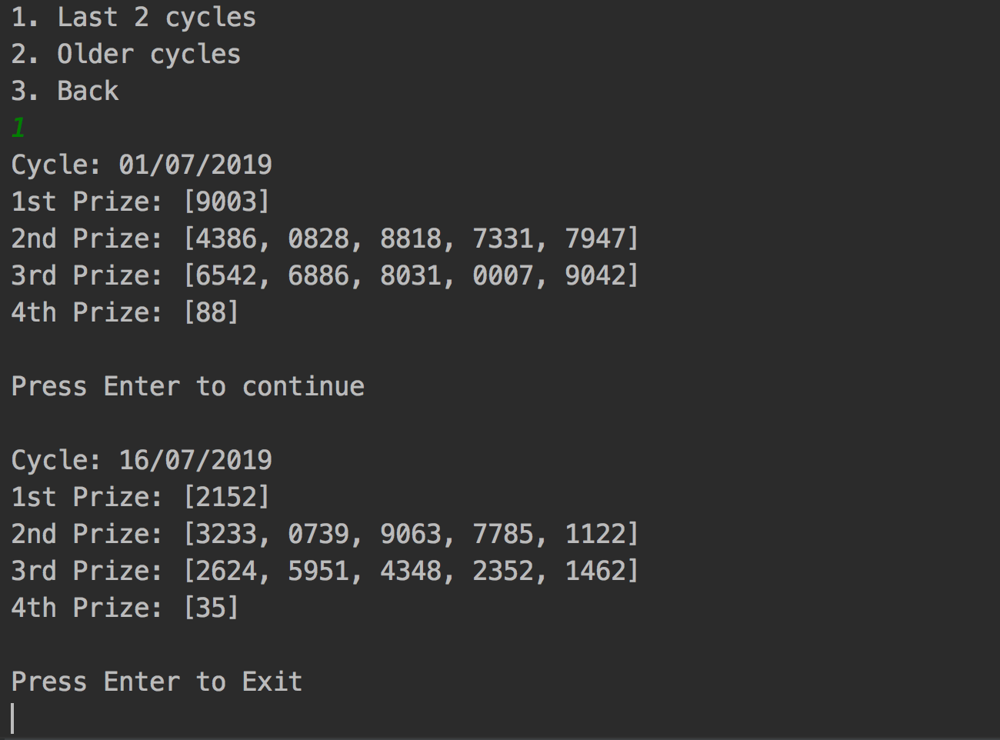 1. Last 2 cycles
2. Older cycles
3. Back
1
Cycle: 01/07/2019
1st Prize: [9003]
2nd Prize: [4386, 0828, 8818, 7331, 7947]
3rd Prize: [6542, 6886, 8031, 0007, 9042]
4th Prize: [88]
Press Enter to continue
Cycle: 16/07/2019
1st Prize: [2152]
2nd Prize: [3233, 0739, 9063, 7785, 1122]
3rd Prize: [2624, 5951, 4348, 2352, 1462]
4th Prize: [35]
Press Enter to Exit